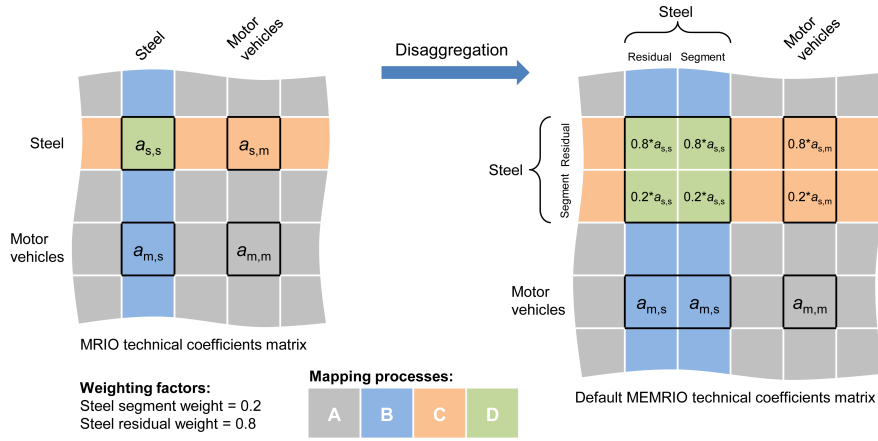 Steel
Motor
vehicles
Steel
a_s,s
a_s,m
Motor
vehicles
a_m,s
a_m,m
MRIO technical coefficients matrix
Disaggregation
Steel
Residual
Segment
Motor
vehicles
Steel
Residual
Segment
0.8*a_s,s
0.8*a_s,s
0.8*a_s,m
0.2*a_s,s
0.2*a_s,s
0.2*a_s,m
Motor
vehicles
a_m,s
a_m,s
a_m,m
Default MEMRIO technical coefficients matrix
Weighting factors:
Steel segment weight = 0.2
Steel residual weight = 0.8
Mapping processes:
A B C D